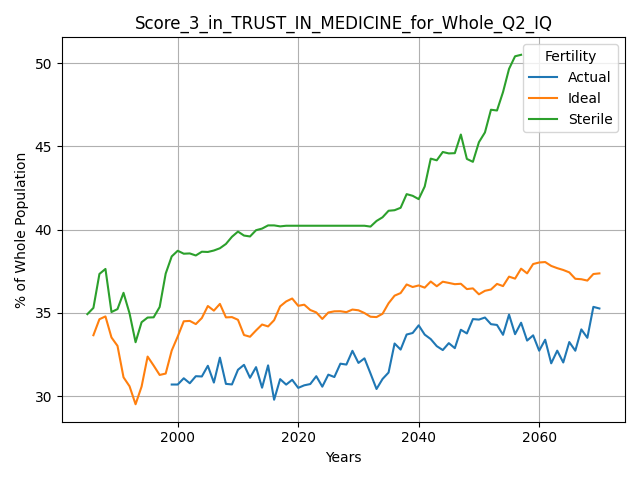 Score_3_in_TRUST_IN_MEDICINE_for_Whole_Q2_IQ
% of Whole Population
50
45
40
35
30
Fertility
Actual
Ideal
Sterile
2000
2020
2040
2060
Years